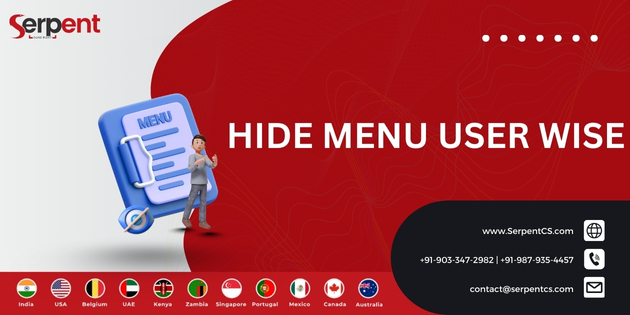 Serpent
HIDE MENU USER WISE
MENU
www.SerpentCS.com
+91-903-347-2982 | +91-987-935-4457
contact@serpentcs.com
India USA Belgium UAE Kenya Zambia Singapore Portugal Mexico Canada Australia